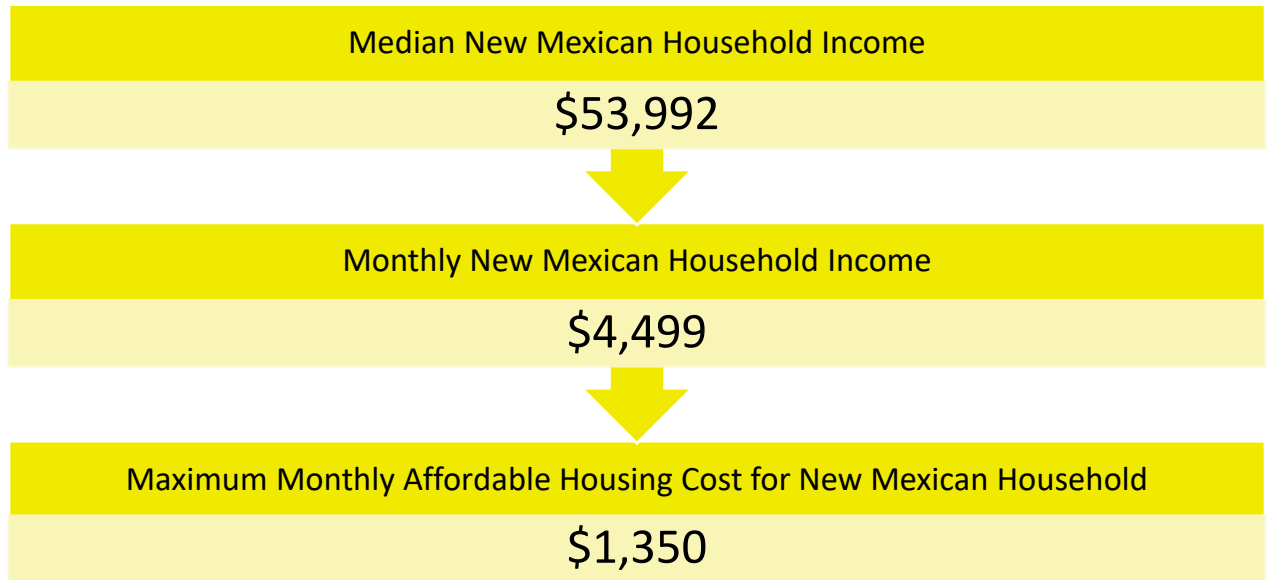 Median New Mexican Household Income
$53,992
Monthly New Mexican Household Income
$4,499
Maximum Monthly Affordable Housing Cost for New Mexican Household
$1,350